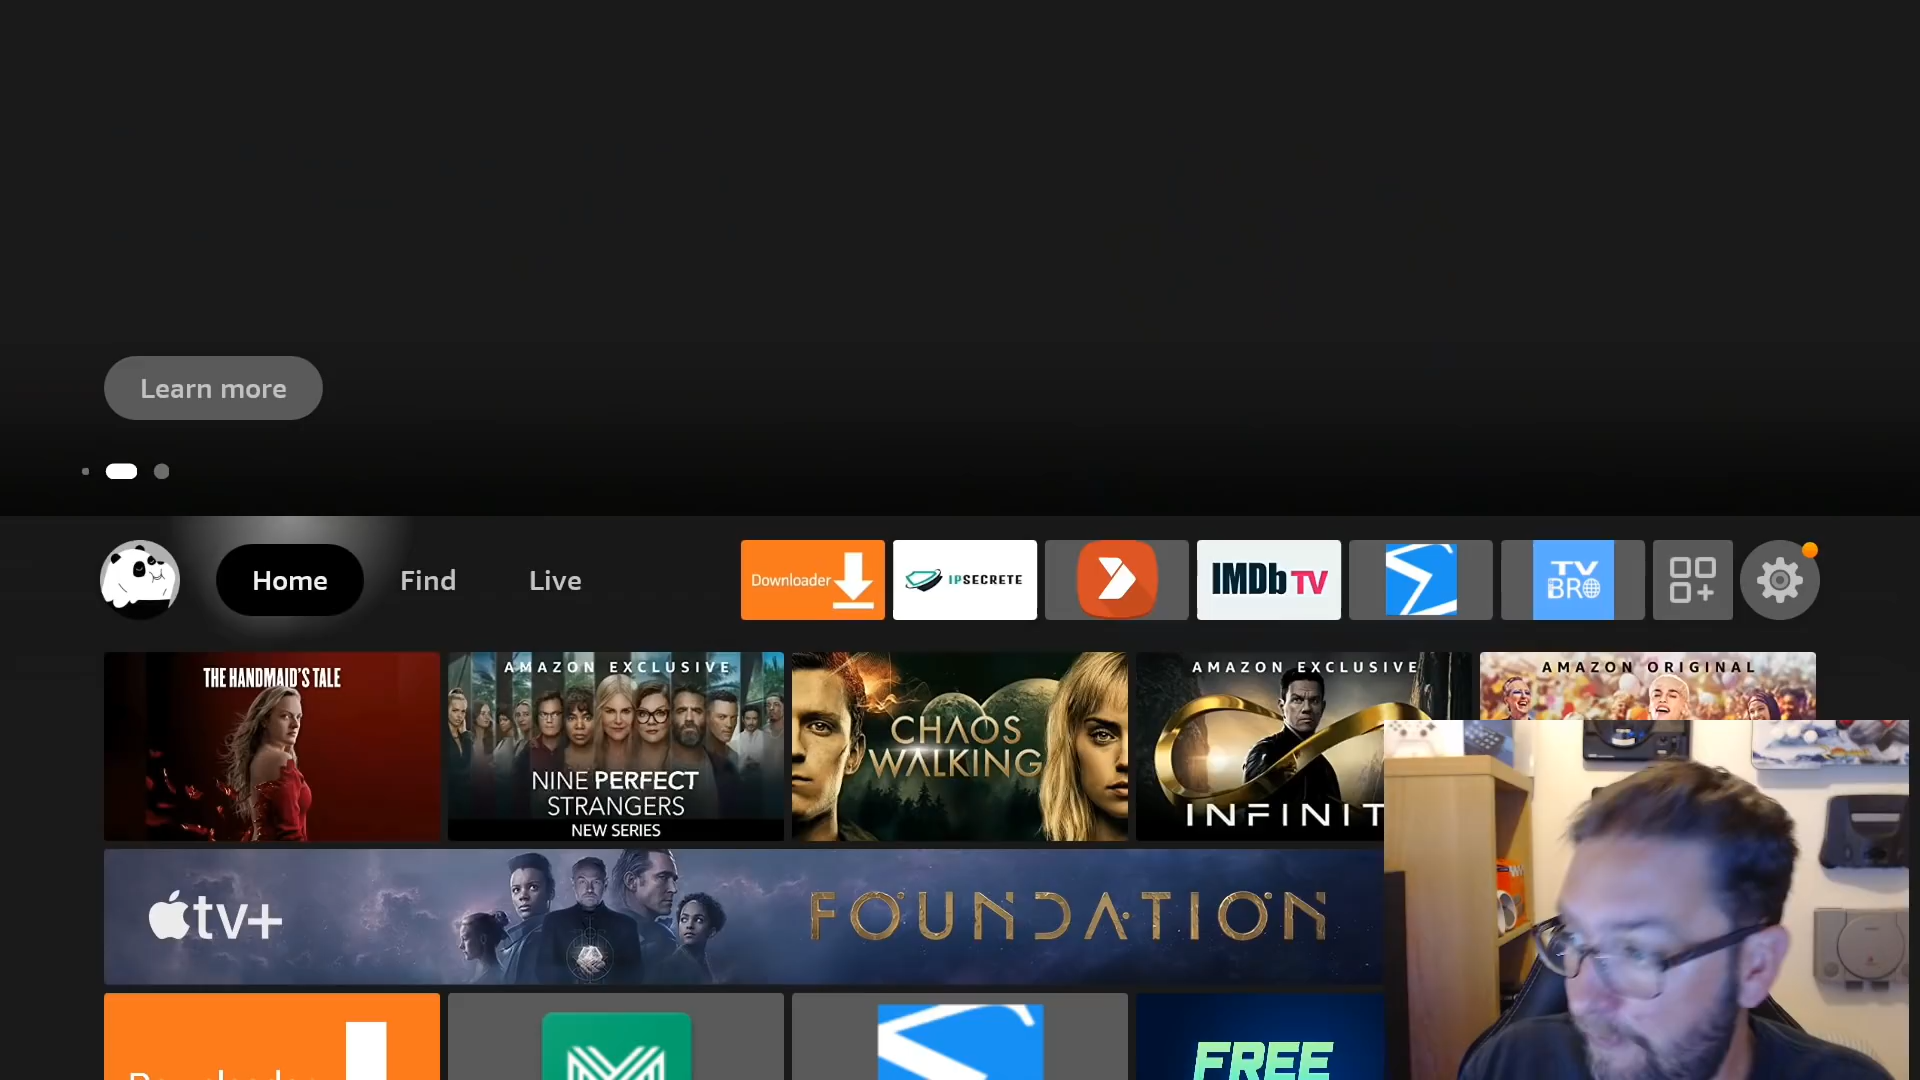 Learn more
Home
Find
Live
Downloader
IPSECRETE
IMDb TV
TV
BRO
THE HANDMAID'S TALE
AMAZON EXCLUSIVE
NINE PERFECT
STRANGERS
NEW SERIES
CHAOS
WALKING
AMAZON EXCLUSIVE
INFINIT
AMAZON ORIGINAL
tv+
FOUNDATION
Downloader
FREE